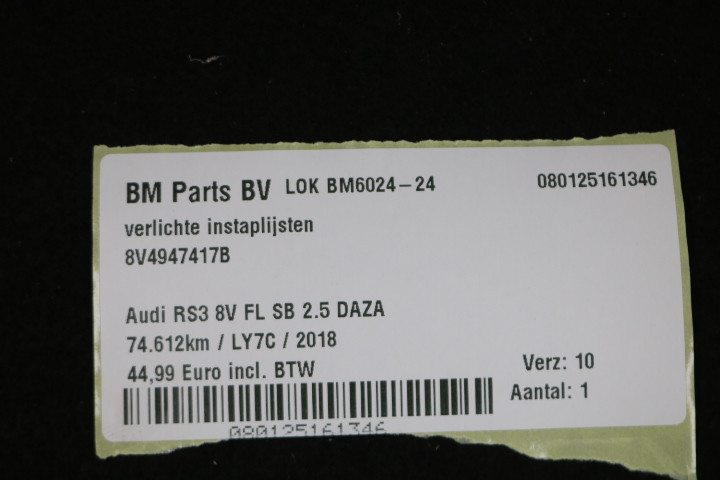 BM Parts BV LOK BM6024-24 080125161346
verlichte instaplijsten
8V4947417B
Audi RS3 8V FL SB 2.5 DAZA
74.612km / LY7C / 2018
44,99 Euro incl. BTW
Verz: 10
Aantal: 1
080125161346